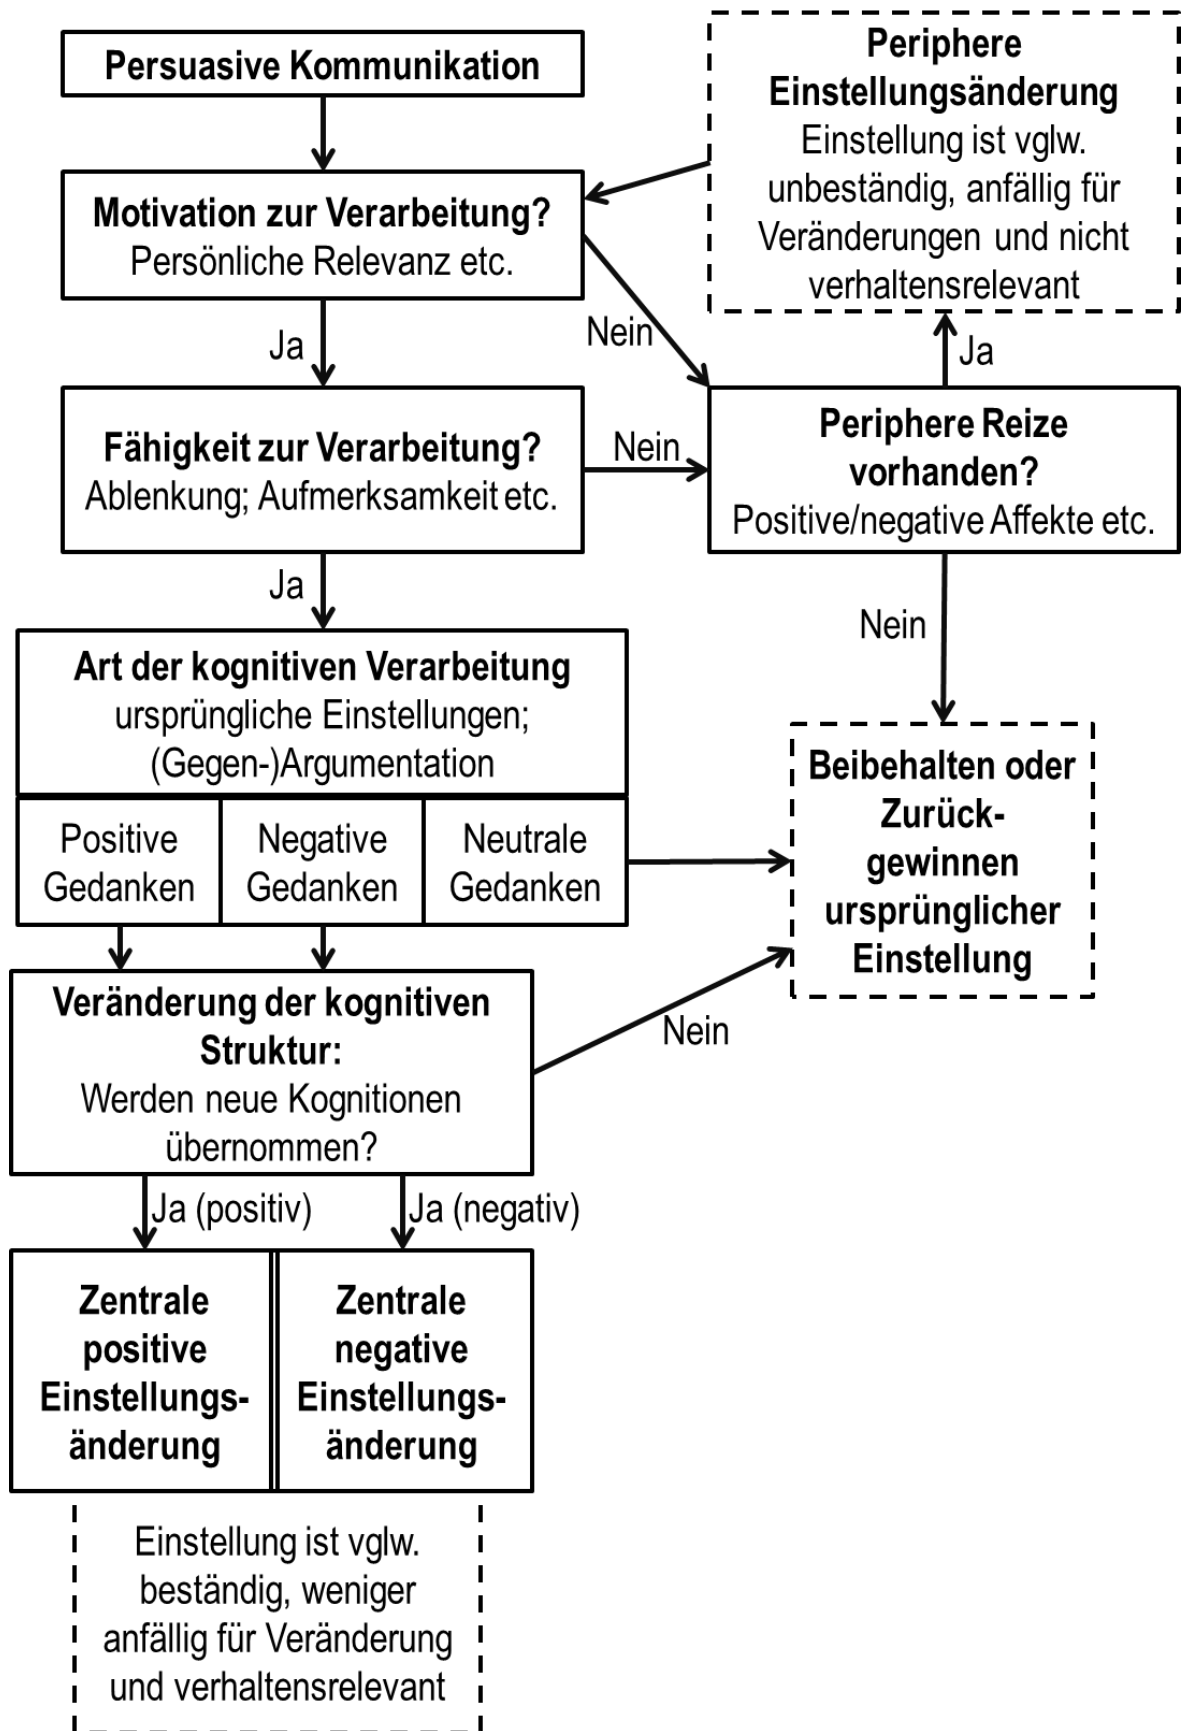 Persuasive Kommunikation
Periphere
Einstellungsänderung
Einstellung ist vglw.
unbeständig, anfällig für
Veränderungen und nicht
verhaltensrelevant
Motivation zur Verarbeitung?
Persönliche Relevanz etc.
Ja
Nein
Ja
Fähigkeit zur Verarbeitung?
Ablenkung; Aufmerksamkeit etc.
Nein
Periphere Reize
vorhanden?
Positive/negative Affekte etc.
Ja
Nein
Art der kognitiven Verarbeitung
ursprüngliche Einstellungen;
(Gegen-)Argumentation
Positive
Gedanken
Negative
Gedanken
Neutrale
Gedanken
Beibehalten oder
Zurück-
gewinnen
ursprünglicher
Einstellung
Veränderung der kognitiven
Struktur:
Werden neue Kognitionen
übernommen?
Nein
Ja (positiv)
Ja (negativ)
Zentrale
positive
Einstellungs-
änderung
Zentrale
negative
Einstellungs-
änderung
Einstellung ist vglw.
beständig, weniger
anfällig für Veränderung
und verhaltensrelevant